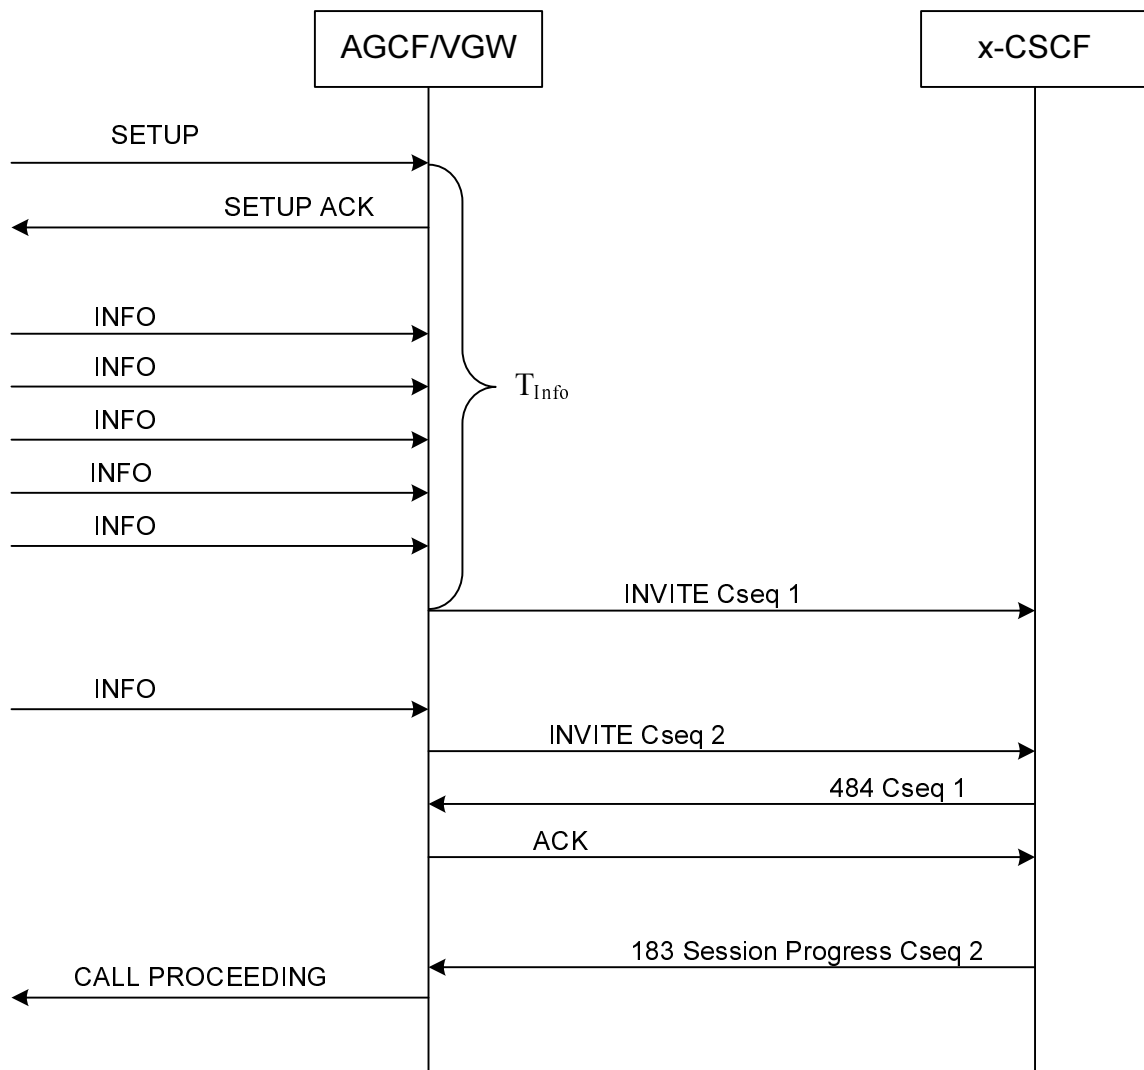 AGCF/VGW
x-CSCF
SETUP
SETUP ACK
INFO
INFO
TInfo
INFO
INFO
INFO
INVITE Cseq 1
INFO
INVITE Cseq 2
484 Cseq 1
ACK
183 Session Progress Cseq 2
CALL PROCEEDING